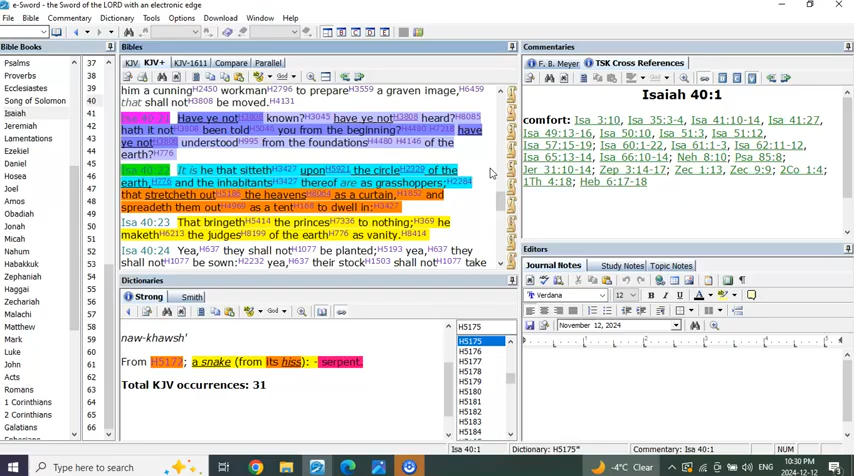 e-Sword - the Sword of the LORD with an electronic edge
File Bible Commentary Dictionary Tools Options Download Window Help
Bible Books
Psalms 37
Proverbs 38
Ecclesiastes 39
Song of Solomon 40
Isaiah 41
Jeremiah 42
Lamentations 43
Ezekiel 44
Daniel 45
Hosea 46
Joel 47
Amos 48
Obadiah 49
Jonah 50
Micah 51
Nahum 52
Habakkuk 53
Zephaniah 54
Haggai 55
Zechariah 56
Malachi 57
Matthew 58
Mark 59
Luke 60
John 61
Acts 62
Romans 63
1 Corinthians 64
2 Corinthians 65
Galatians 66
Bibles
KJV KJV+ KJV-1611 Compare Parallel
him a cunning H2450 workman H2796 to prepare H3559 a graven image, H6459
that shall not H3808 be moved. H4131
Isa 40:21 Have ye not H3808 known? H3045 have ye not H3808 heard? H8085
hath it not H3808 been told H5046 you from the beginning? H4480 H7218 have
ye not H3808 understood H995 from the foundations H4480 H4146 of the
earth? H776
Isa 40:22 It is he that sitteth H3427 upon H5921 the circle H2329 of the
earth, H776 and the inhabitants H3427 thereof are as grasshoppers; H2284
that stretcheth out H5186 the heavens H8064 as a curtain, H1852 and
spreadeth them out H4969 as a tent H168 to dwell in: H3427
Isa 40:23 That bringeth H5414 the princes H7336 to nothing; H369 he
maketh H6213 the judges H8199 of the earth H776 as vanity. H8414
Isa 40:24 Yea, H637 they shall not H1077 be planted; H5193 yea, H637 they
shall not H1077 be sown: H2232 yea, H637 their stock H1503 shall not H1077 take
Dictionaries
Strong Smith
naw-khawsh'
From H5172; a snake (from its hiss): - serpent.
Total KJV occurrences: 31
H5175
H5175
H5176
H5177
H5178
H5179
H5180
H5181
H5182
H5183
H5184
Commentaries
F. B. Meyer TSK Cross References
Isaiah 40:1
comfort: Isa 3:10, Isa 35:3-4, Isa 41:10-14, Isa 41:27,
Isa 49:13-16, Isa 50:10, Isa 51:3, Isa 51:12,
Isa 57:15-19, Isa 60:1-22, Isa 61:1-3, Isa 62:11-12,
Isa 65:13-14, Isa 66:10-14; Neh 8:10; Psa 85:8;
Jer 31:10-14; Zep 3:14-17; Zec 1:13, Zec 9:9; 2Co 1:4;
1Th 4:18; Heb 6:17-18
Editors
Journal Notes Study Notes Topic Notes
Verdana 12 B I U A
November 12, 2024
1 2 3 4 5
Isa 40:1 Dictionary: H5175* Commentary: Isa 40:1 NUM
Type here to search
-4°C Clear
ENG
10:30 PM
2024-12-12